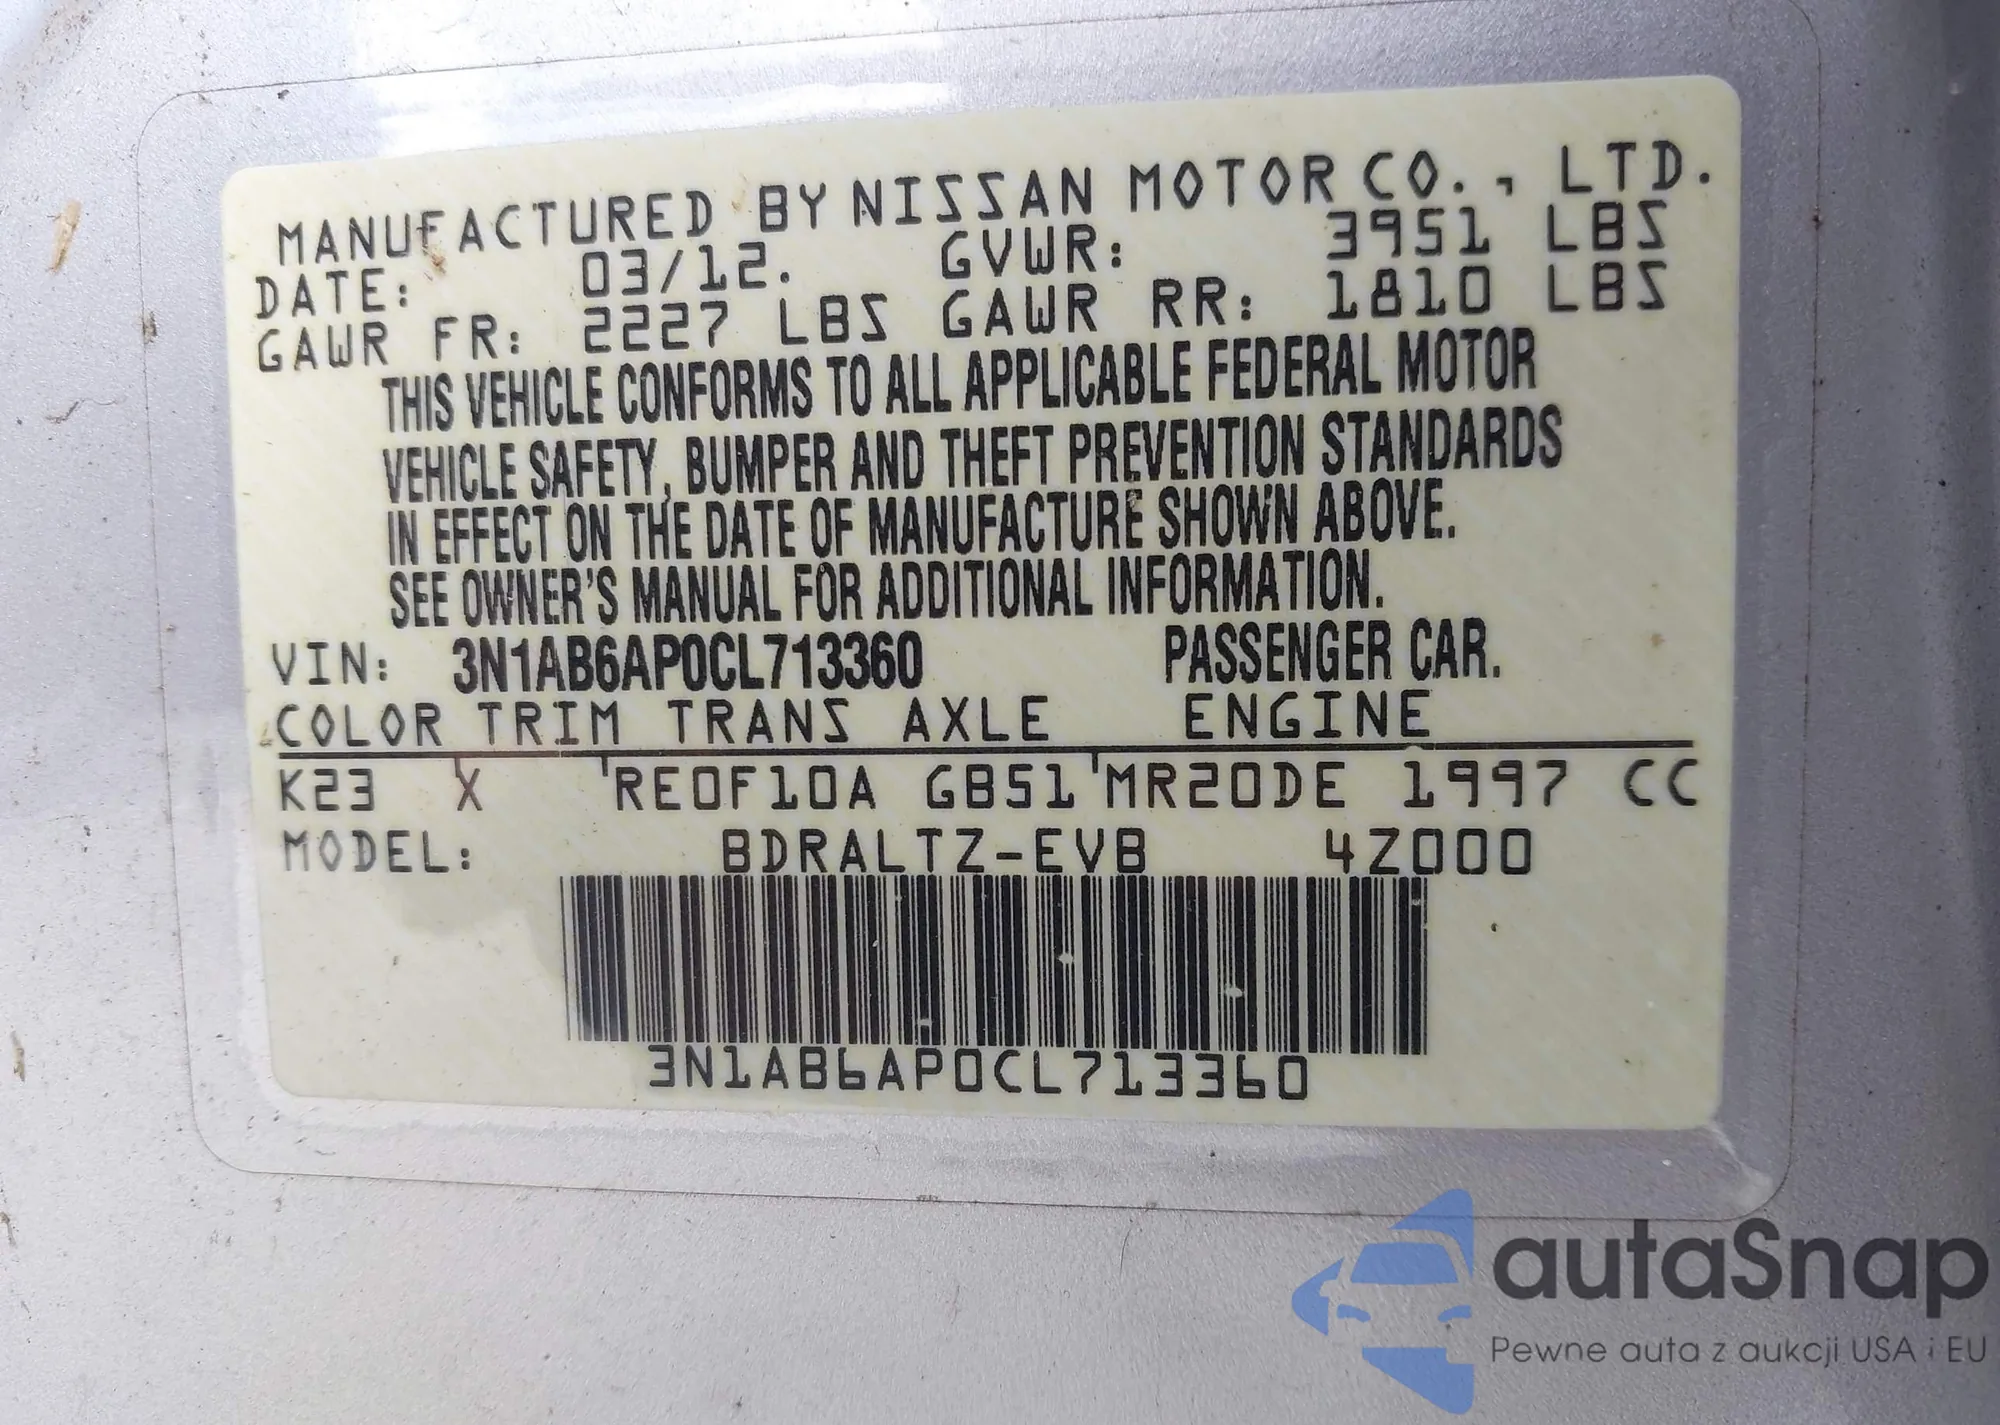 MANUFACTURED BY NISSAN MOTOR CO., LTD.
DATE: 03/12. GVWR: 3951 LBS
GAWR FR: 2227 LBS GAWR RR: 1810 LBS
THIS VEHICLE CONFORMS TO ALL APPLICABLE FEDERAL MOTOR
VEHICLE SAFETY, BUMPER AND THEFT PREVENTION STANDARDS
IN EFFECT ON THE DATE OF MANUFACTURE SHOWN ABOVE.
SEE OWNER'S MANUAL FOR ADDITIONAL INFORMATION.
VIN: 3N1AB6AP0CL713360 PASSENGER CAR.
COLOR TRIM TRANS AXLE ENGINE
K23 X RE0F10A GB51 MR20DE 1997 CC
MODEL: BDRALTZ-EVB 4Z000
3N1AB6AP0CL713360
autaSnap
Pewne auta z aukcji USA i EU